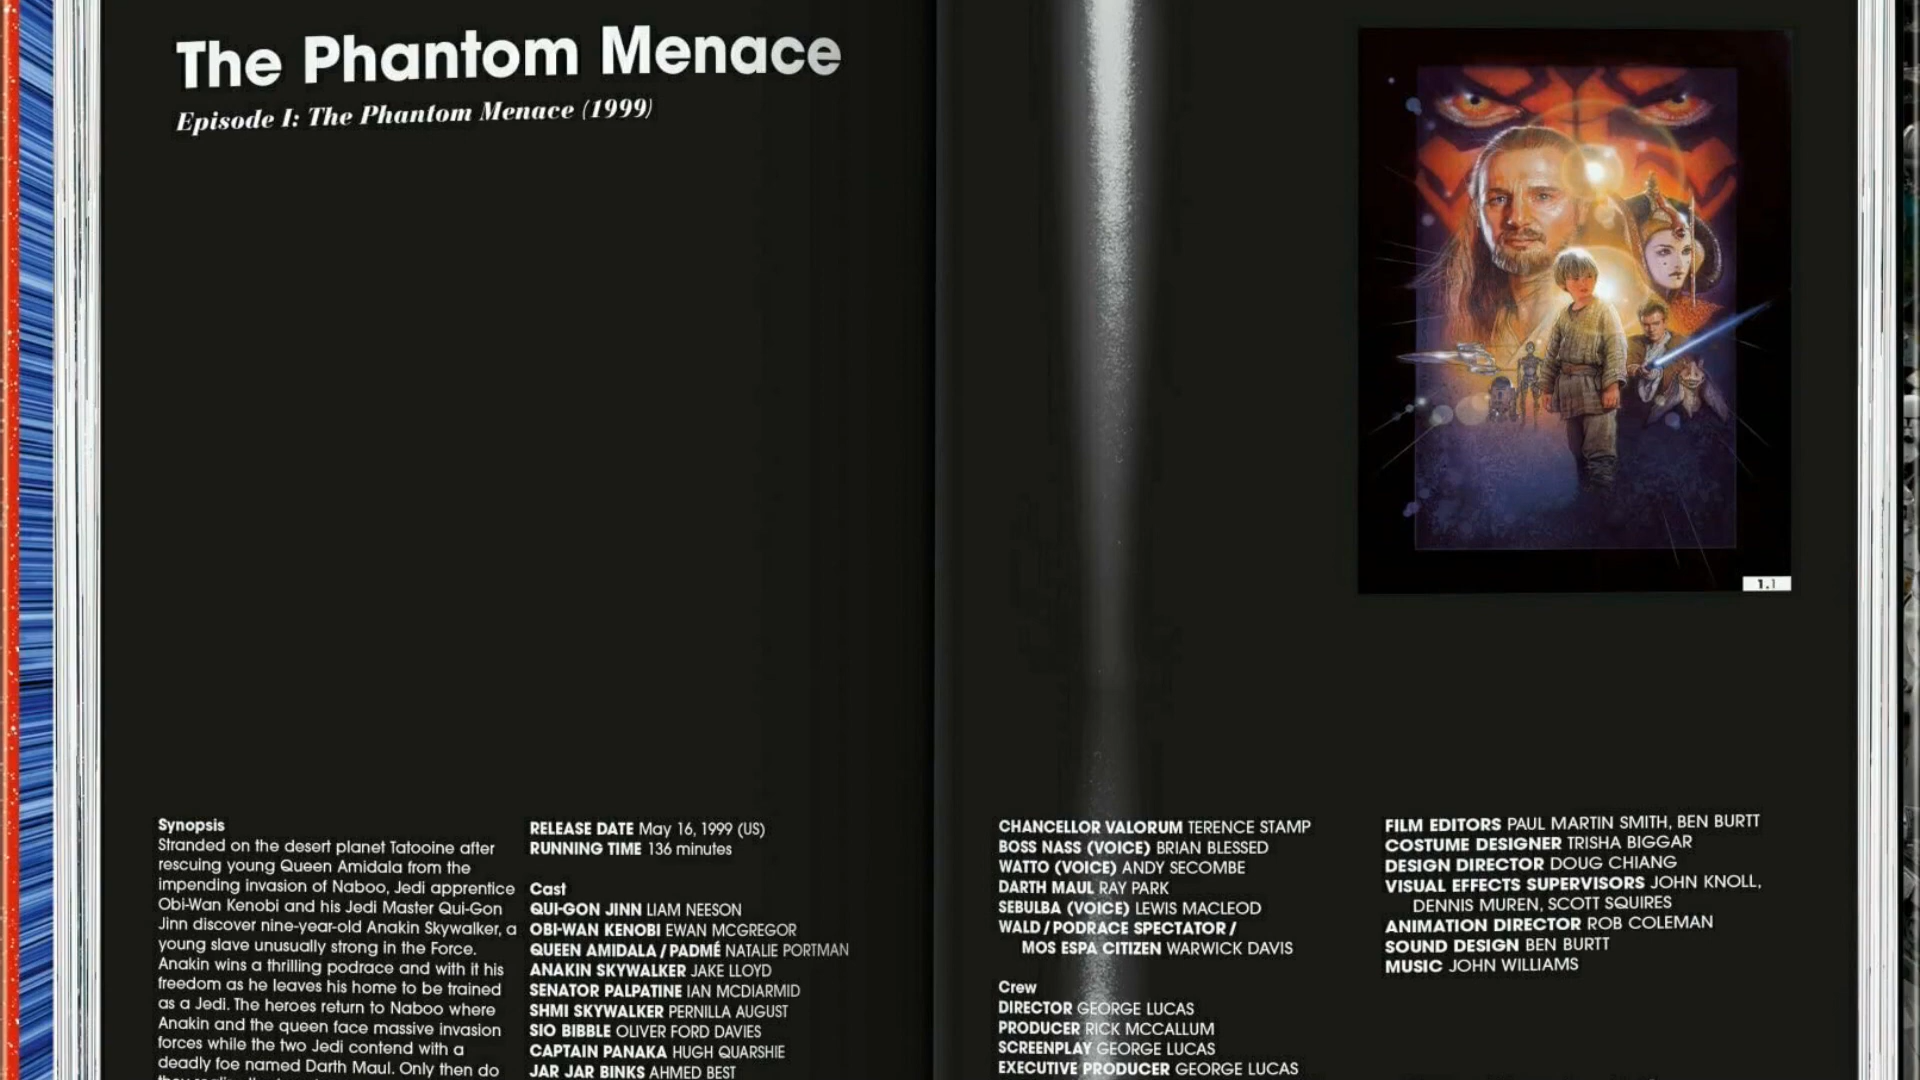 The Phantom Menace
Episode I: The Phantom Menace (1999)
1.1
Synopsis
Stranded on the desert planet Tatooine after
rescuing young Queen Amidala from the
impending invasion of Naboo, Jedi apprentice
Obi-Wan Kenobi and his Jedi Master Qui-Gon
Jinn discover nine-year-old Anakin Skywalker, a
young slave unusually strong in the Force.
Anakin wins a thrilling podrace and with it his
freedom as he leaves his home to be trained
as a Jedi. The heroes return to Naboo where
Anakin and the queen face massive invasion
forces while the two Jedi contend with a
deadly foe named Darth Maul. Only then do
RELEASE DATE May 16, 1999 (US)
RUNNING TIME 136 minutes
Cast
QUI-GON JINN LIAM NEESON
OBI-WAN KENOBI EWAN MCGREGOR
QUEEN AMIDALA / PADMÉ NATALIE PORTMAN
ANAKIN SKYWALKER JAKE LLOYD
SENATOR PALPATINE IAN MCDIARMID
SHMI SKYWALKER PERNILLA AUGUST
SIO BIBBLE OLIVER FORD DAVIES
CAPTAIN PANAKA HUGH QUARSHIE
JAR JAR BINKS AHMED BEST
CHANCELLOR VALORUM TERENCE STAMP
BOSS NASS (VOICE) BRIAN BLESSED
WATTO (VOICE) ANDY SECOMBE
DARTH MAUL RAY PARK
SEBULBA (VOICE) LEWIS MACLEOD
WALD / PODRACE SPECTATOR /
MOS ESPA CITIZEN WARWICK DAVIS
Crew
DIRECTOR GEORGE LUCAS
PRODUCER RICK MCCALLUM
SCREENPLAY GEORGE LUCAS
EXECUTIVE PRODUCER GEORGE LUCAS
FILM EDITORS PAUL MARTIN SMITH, BEN BURTT
COSTUME DESIGNER TRISHA BIGGAR
DESIGN DIRECTOR DOUG CHIANG
VISUAL EFFECTS SUPERVISORS JOHN KNOLL,
DENNIS MUREN, SCOTT SQUIRES
ANIMATION DIRECTOR ROB COLEMAN
SOUND DESIGN BEN BURTT
MUSIC JOHN WILLIAMS